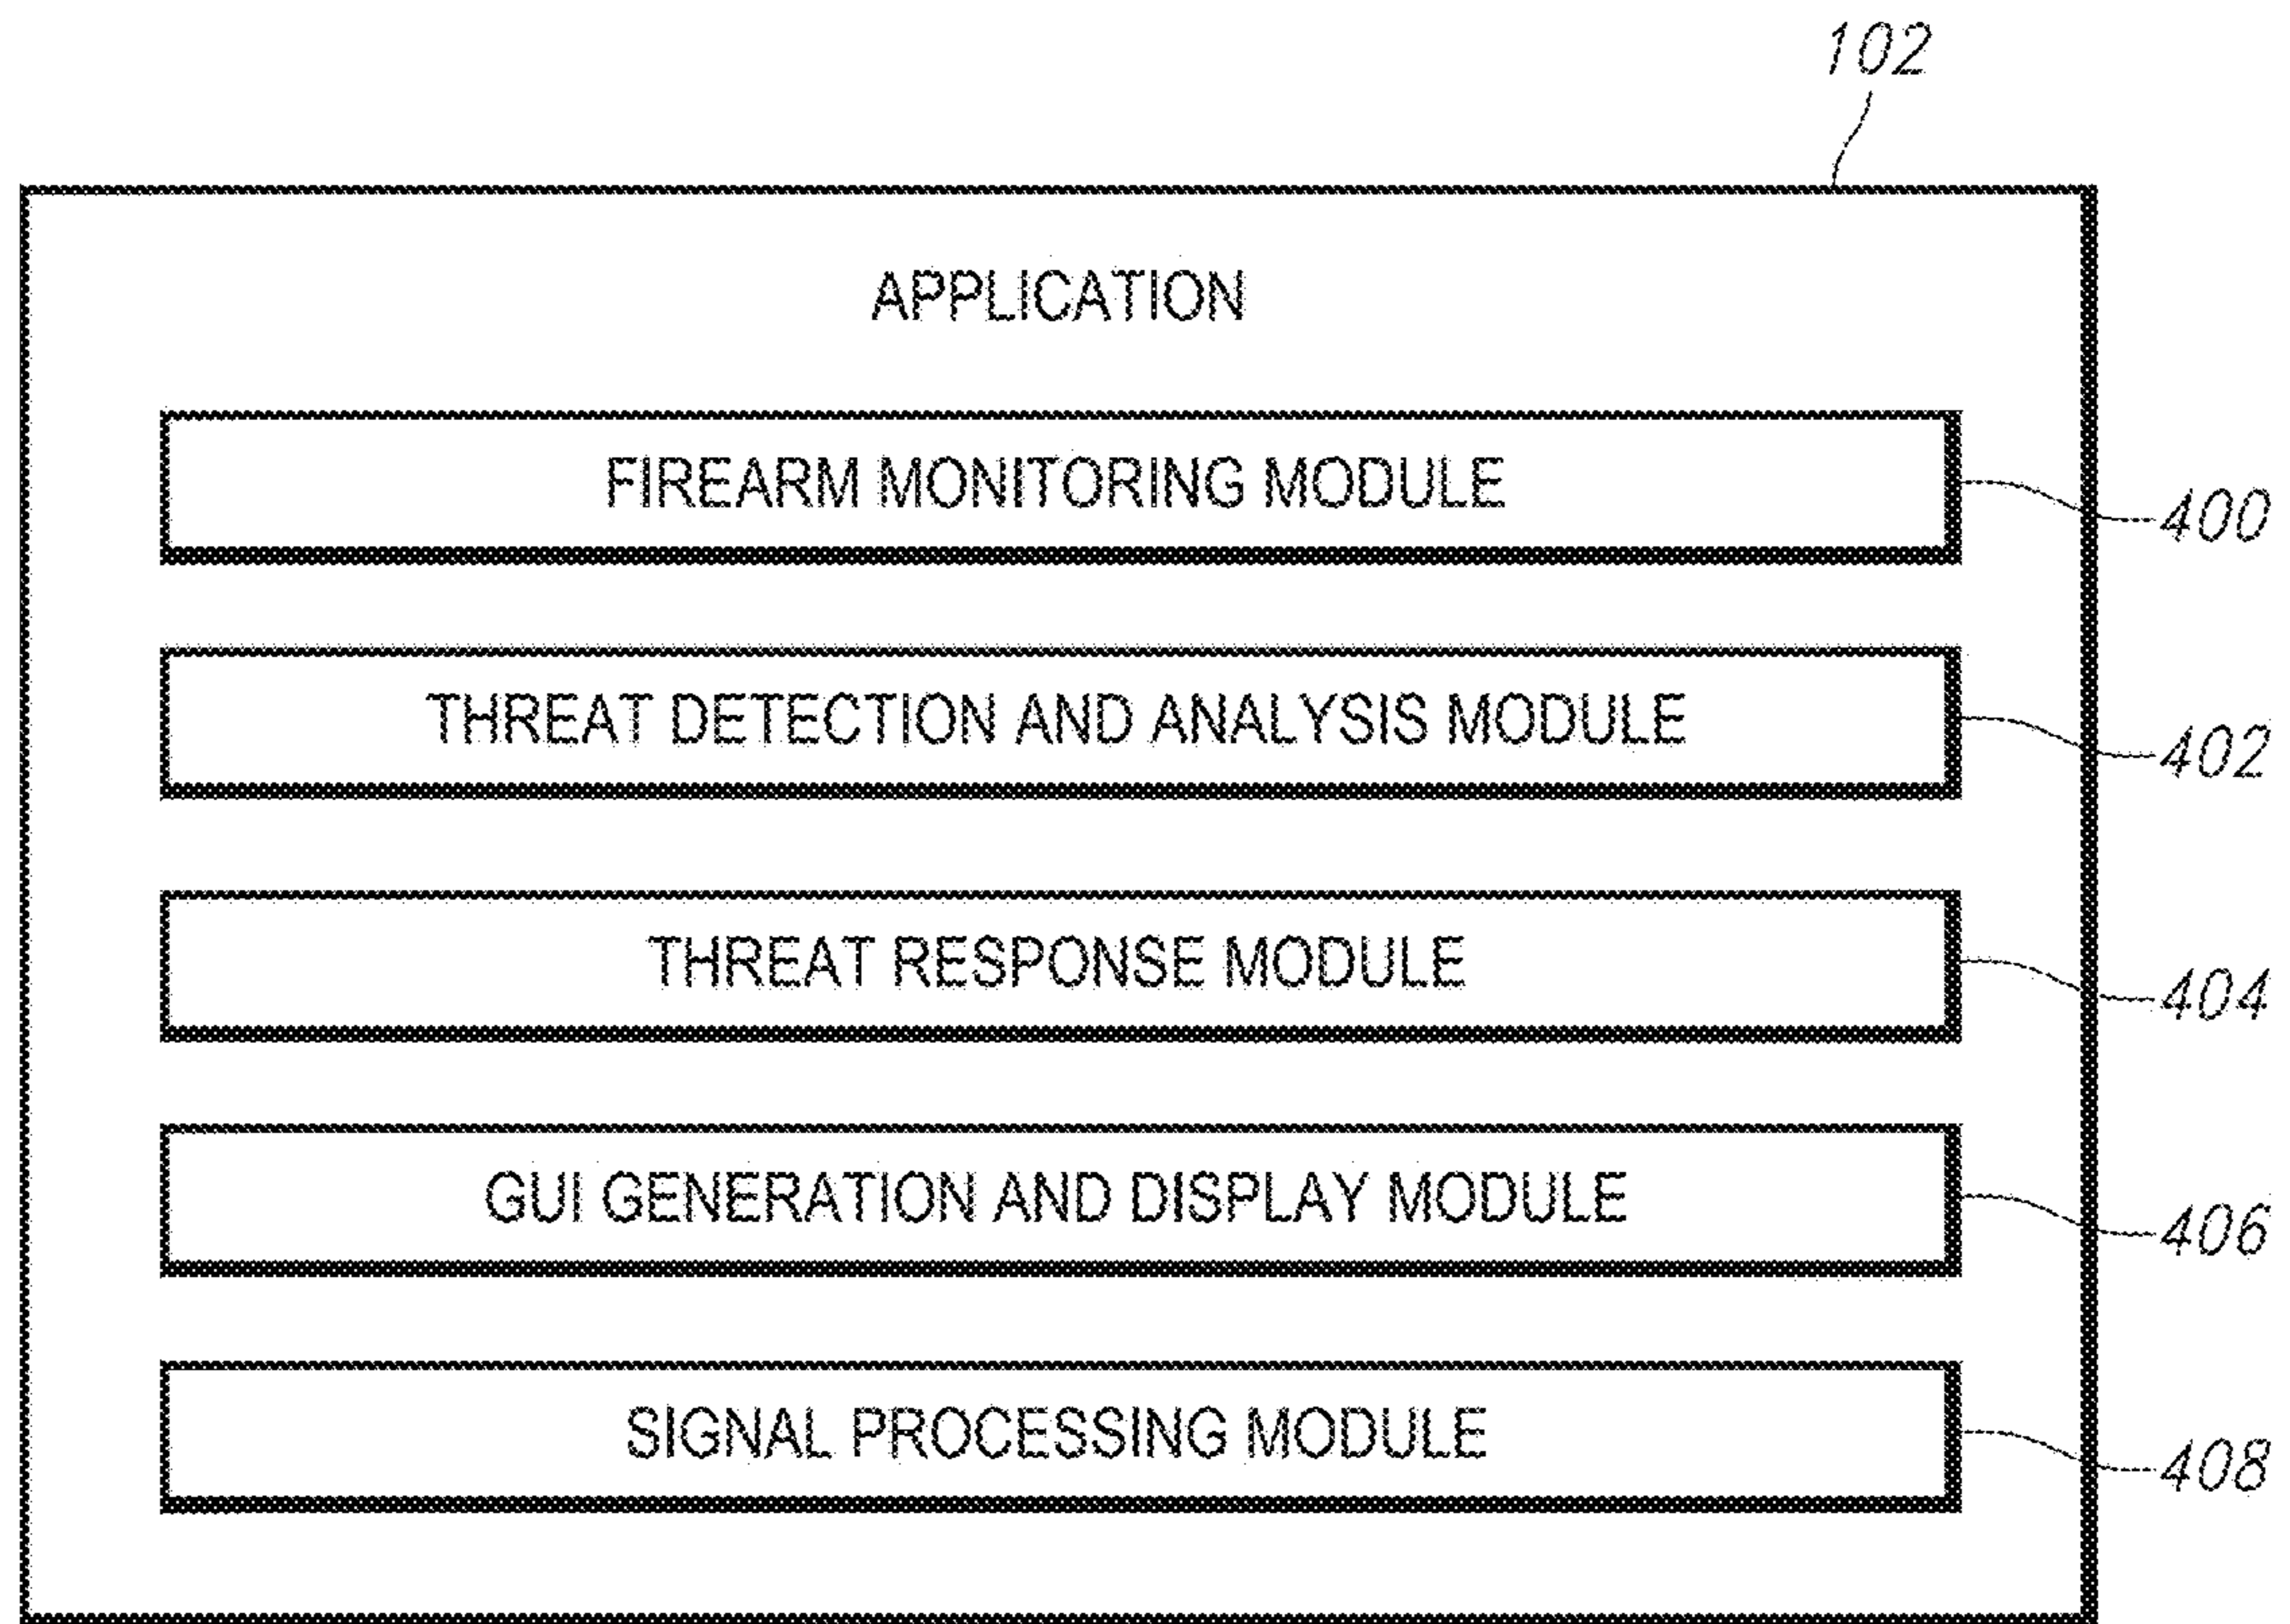 102
APPLICATION
FIREARM MONITORING MODULE
400
THREAT DETECTION AND ANALYSIS MODULE
402
THREAT RESPONSE MODULE
404
GUI GENERATION AND DISPLAY MODULE
406
SIGNAL PROCESSING MODULE
408